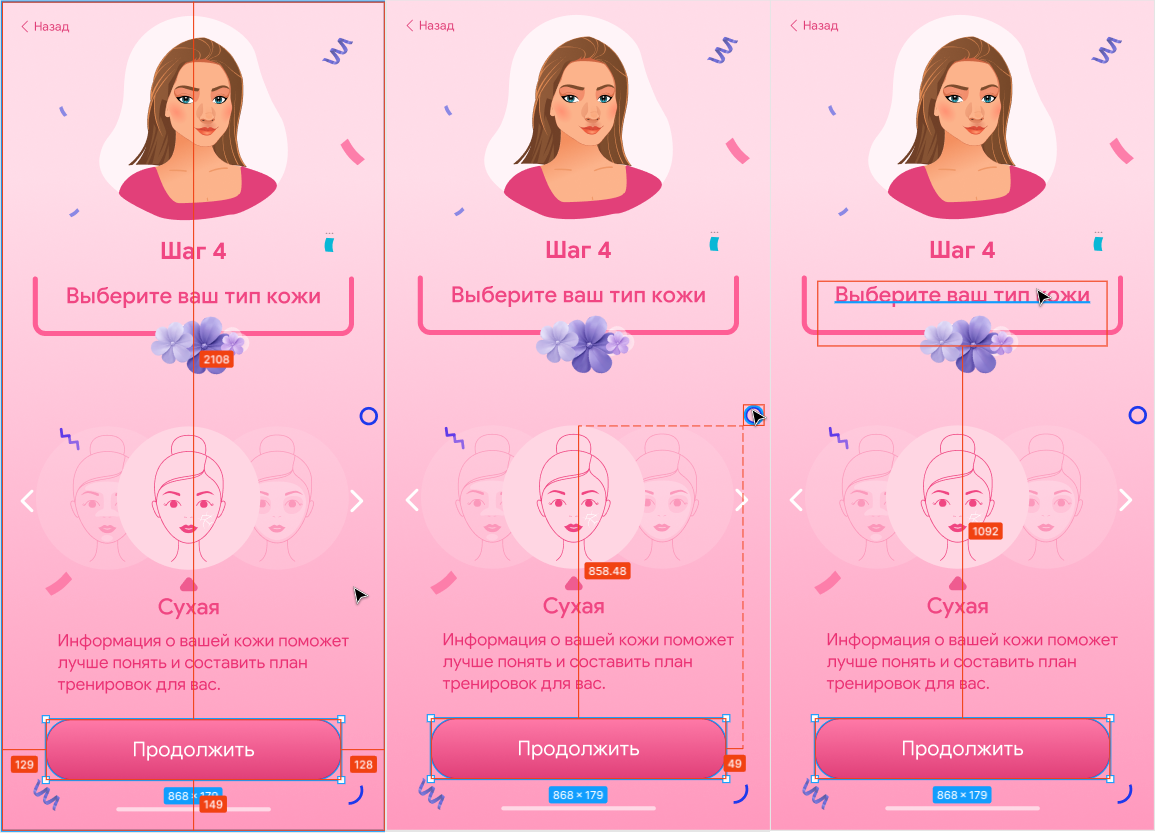 Назад
Шаг 4
Выберите ваш тип кожи
2108
Сухая
Информация о вашей кожи поможет
лучше понять и составить план
тренировок для вас.
Продолжить
129
128
868 × 179
149
Назад
Шаг 4
Выберите ваш тип кожи
858.48
Сухая
Информация о вашей кожи поможет
лучше понять и составить план
тренировок для вас.
Продолжить
49
868 × 179
Назад
Шаг 4
Выберите ваш тип кожи
1092
Сухая
Информация о вашей кожи поможет
лучше понять и составить план
тренировок для вас.
Продолжить
868 × 179